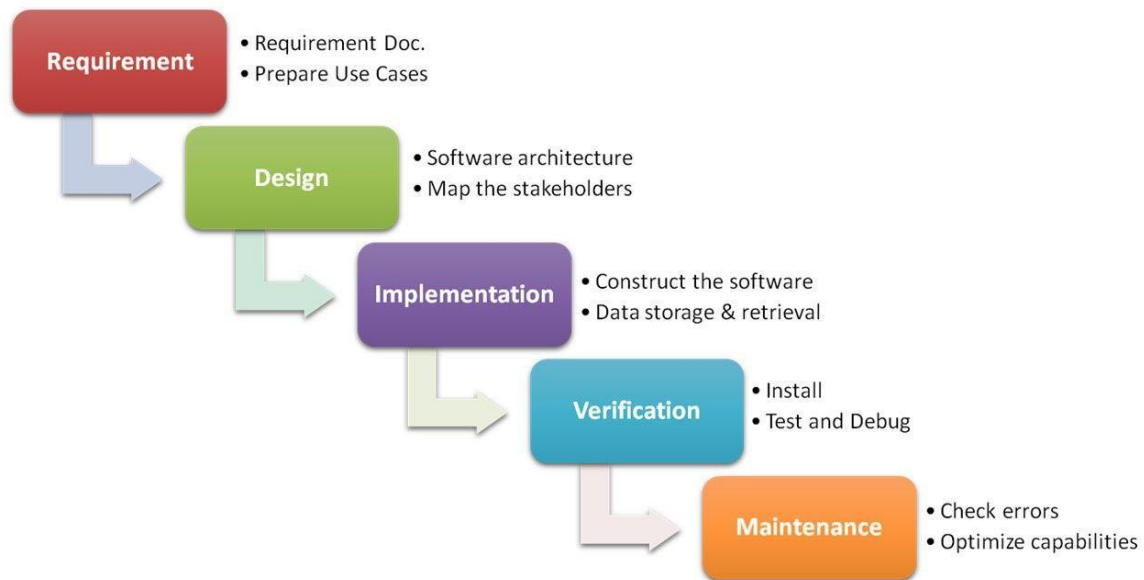 Requirement
• Requirement Doc.
• Prepare Use Cases
Design
• Software architecture
• Map the stakeholders
Implementation
• Construct the software
• Data storage & retrieval
Verification
• Install
• Test and Debug
Maintenance
• Check errors
• Optimize capabilities